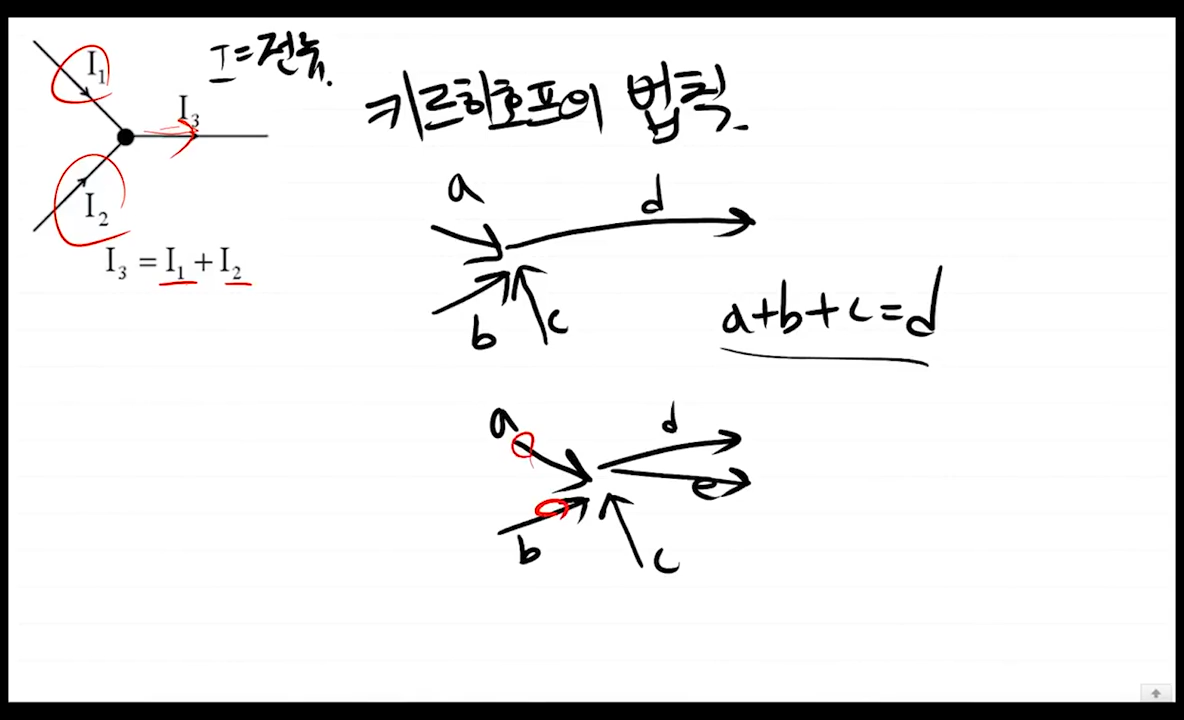 I₁
I=전류.
I₃
I₂
I₃ = I₁ + I₂
키르히호프의 법칙.
a
d
b
c
a+b+c=d
a
d
e
b
c